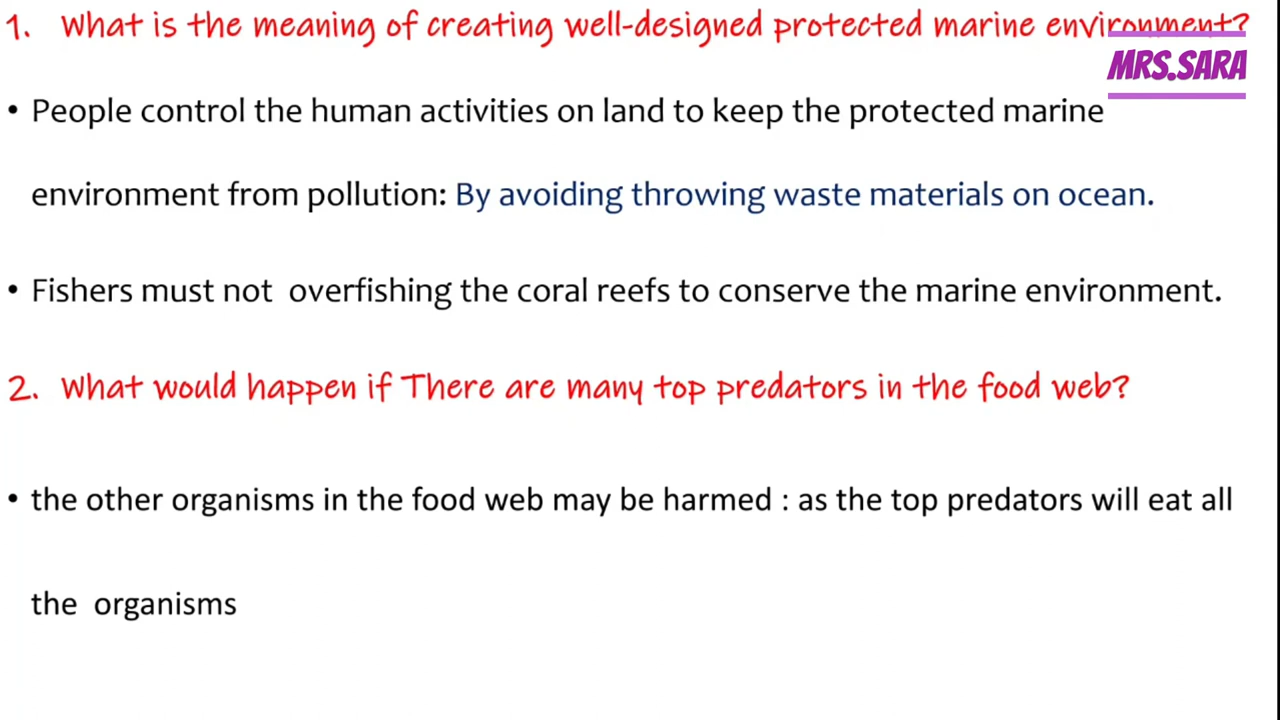 1. What is the meaning of creating well-designed protected marine environment?
MRS.SARA
• People control the human activities on land to keep the protected marine
environment from pollution: By avoiding throwing waste materials on ocean.
• Fishers must not overfishing the coral reefs to conserve the marine environment.
2. What would happen if There are many top predators in the food web?
• the other organisms in the food web may be harmed : as the top predators will eat all
the organisms